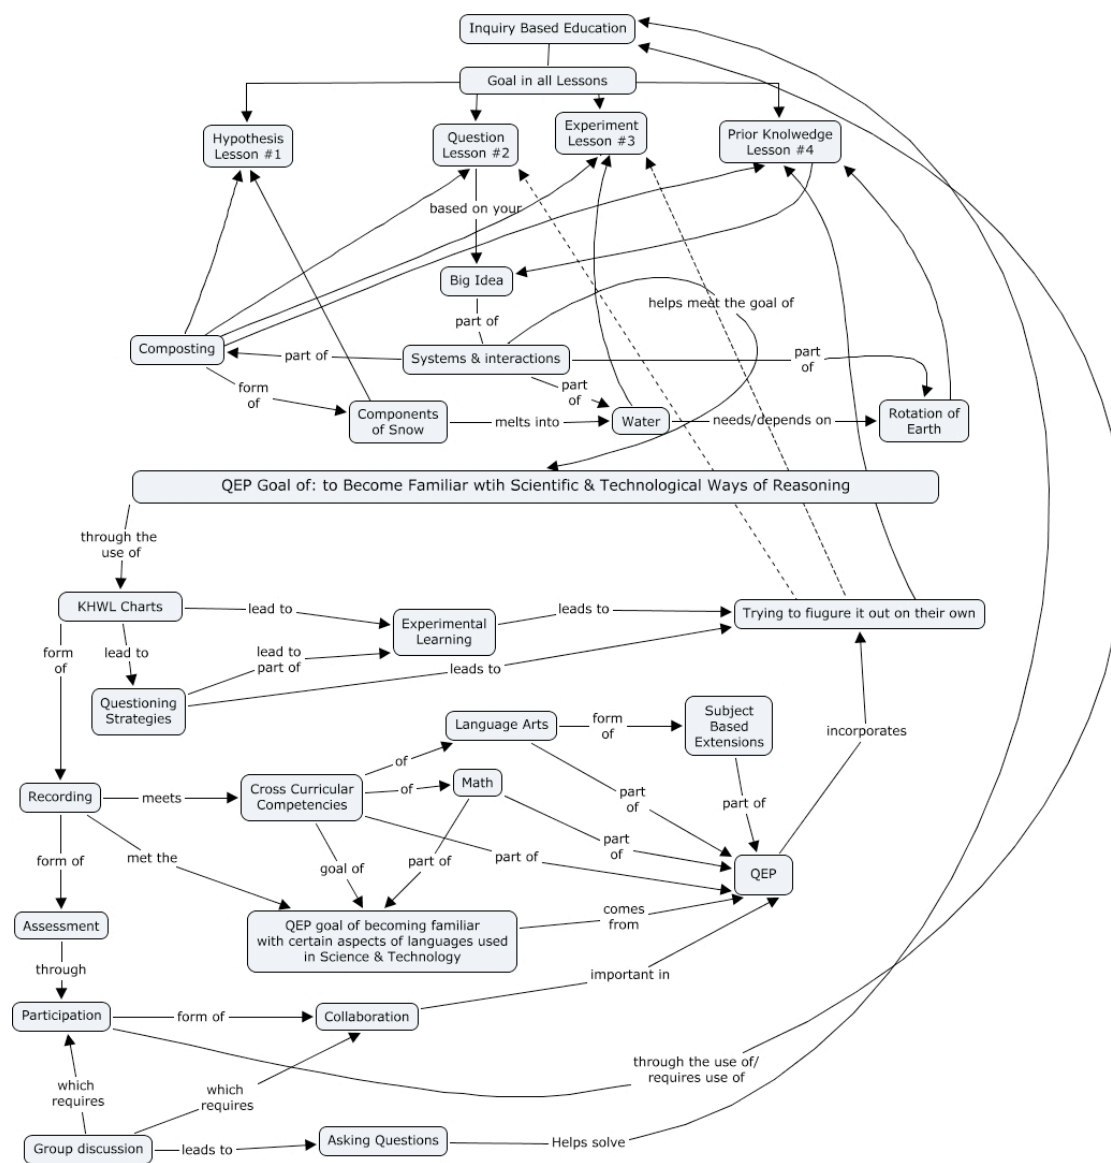 Inquiry Based Education
Goal in all Lessons
Hypothesis
Lesson #1
Question
Lesson #2
Experiment
Lesson #3
Prior Knolwedge
Lesson #4
based on your
Big Idea
helps meet the goal of
part of
Composting
part of
Systems & interactions
part
of
form
of
part
of
Components
of Snow
melts into
Water
needs/depends on
Rotation of
Earth
QEP Goal of: to Become Familiar wtih Scientific & Technological Ways of Reasoning
through the
use of
KHWL Charts
lead to
Experimental
Learning
leads to
Trying to fiugure it out on their own
form
of
lead to
lead to
part of
leads to
Questioning
Strategies
Language Arts
form
of
Subject
Based
Extensions
incorporates
of
Recording
meets
Cross Curricular
Competencies
of
Math
part
of
part of
form of
met the
goal of
part of
part of
part
of
QEP
Assessment
QEP goal of becoming familiar
with certain aspects of languages used
in Science & Technology
comes
from
through
important in
Participation
form of
Collaboration
which
requires
which
requires
through the use of/
requires use of
Group discussion
leads to
Asking Questions
Helps solve